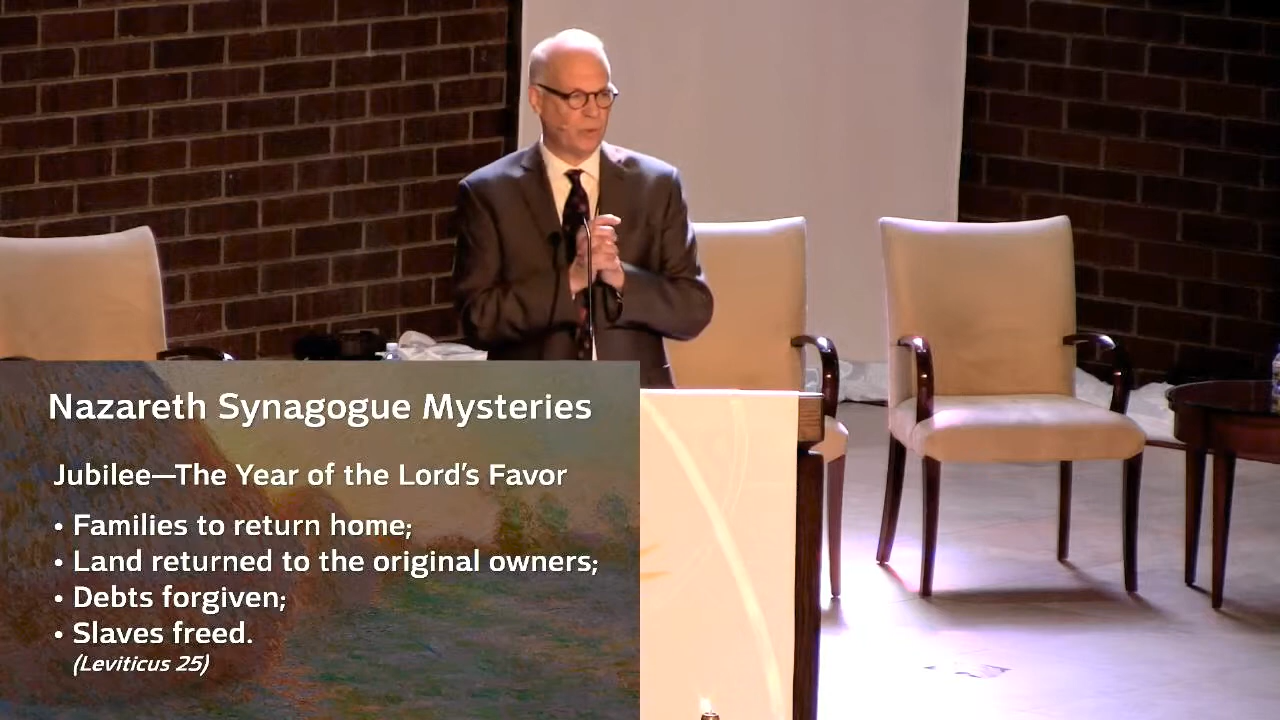 Nazareth Synagogue Mysteries
Jubilee—The Year of the Lord's Favor
• Families to return home;
• Land returned to the original owners;
• Debts forgiven;
• Slaves freed.
(Leviticus 25)